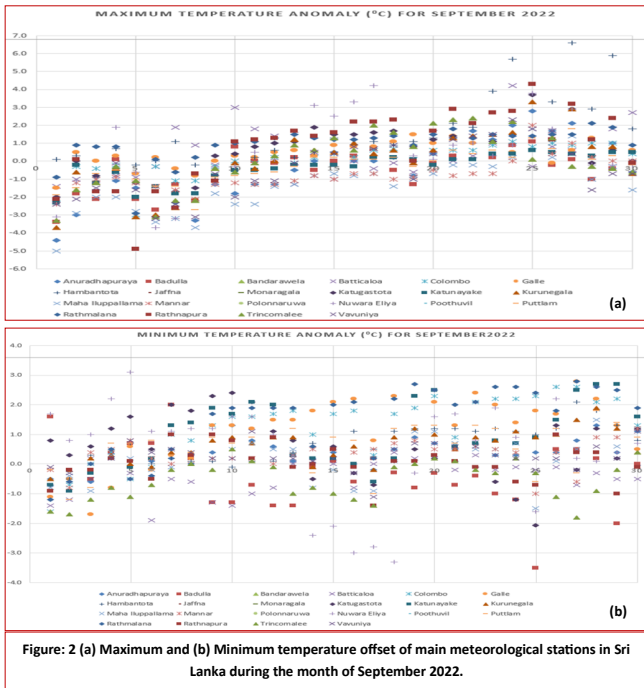 MAXIMUM TEMPERATURE ANOMALY (⁰C) FOR SEPTEMBER 2022
7.0
6.0
5.0
4.0
3.0
2.0
1.0
0.0
-1.0
-2.0
-3.0
-4.0
-5.0
-6.0
0 5 10 15 20 25 30
Anuradhapuraya Badulla Bandarawela Batticaloa Colombo Galle
Hambantota Jaffna Monaragala Katugastota Katunayake Kurunegala
Maha Iluppallama Mannar Polonnaruwa Nuwara Eliya Poothuvil Puttlam
Rathmalana Rathnapura Trincomalee Vavuniya
(a)
MINIMUM TEMPERATURE ANOMALY (⁰C) FOR SEPTEMBER2022
4.0
3.0
2.0
1.0
0.0
-1.0
-2.0
-3.0
-4.0
0 5 10 15 20 25 30
Anuradhapuraya Badulla Bandarawela Batticaloa Colombo Galle
Hambantota Jaffna Monaragala Katugastota Katunayake Kurunegala
Maha Iluppallama Mannar Polonnaruwa Nuwara Eliya Poothuvil Puttlam
Rathmalana Rathnapura Trincomalee Vavuniya
(b)
Figure: 2 (a) Maximum and (b) Minimum temperature offset of main meteorological stations in Sri
Lanka during the month of September 2022.